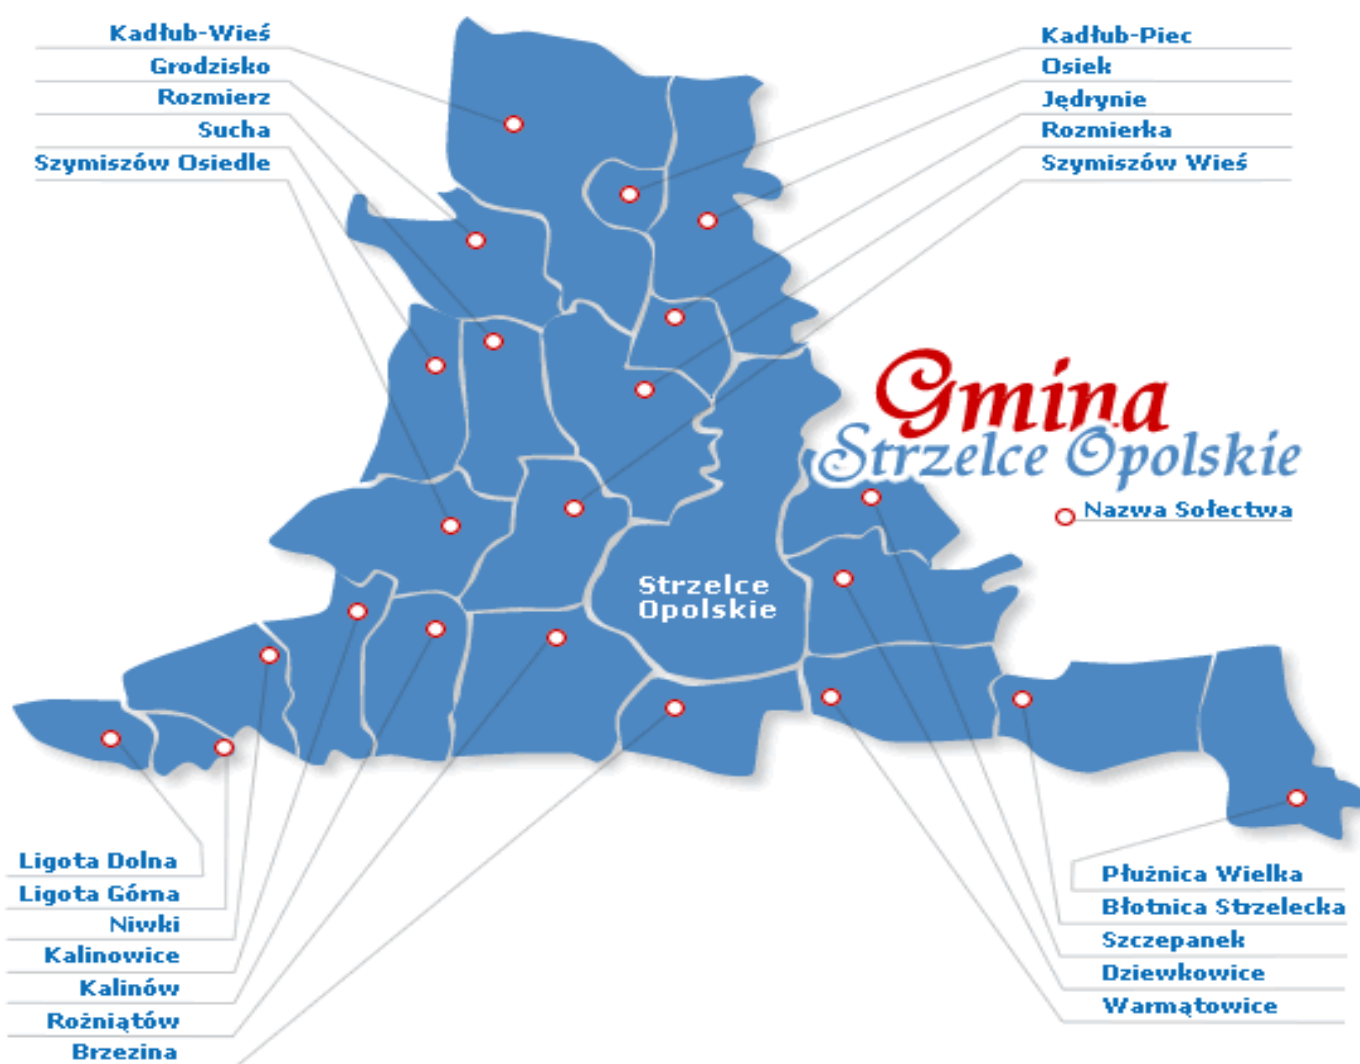 Kadłub-Wieś
Grodzisko
Rozmierz
Sucha
Szymiszów Osiedle
Kadłub-Piec
Osiek
Jędrynie
Rozmierka
Szymiszów Wieś
Gmina
Strzelce Opolskie
Nazwa Sołectwa
Strzelce
Opolskie
Ligota Dolna
Ligota Górna
Niwki
Kalinowice
Kalinów
Rożniątów
Brzezina
Płużnica Wielka
Błotnica Strzelecka
Szczepanek
Dziewkowice
Warmątowice